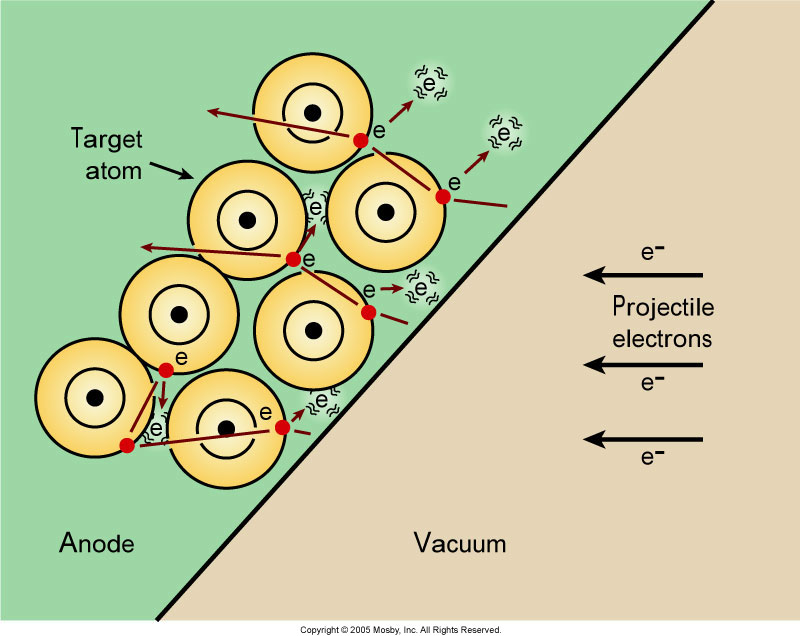 e
e
Target
atom
e
e
e
e⁻
e
e
e
Projectile
electrons
e
e
e⁻
e
e
e⁻
Anode
Vacuum
Copyright © 2005 Mosby, Inc. All Rights Reserved.